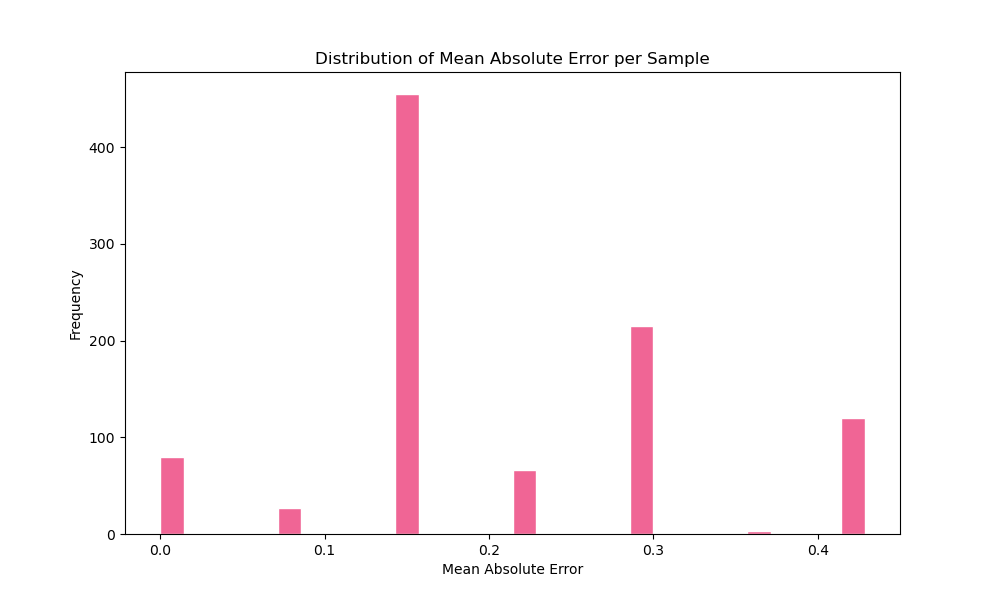 Distribution of Mean Absolute Error per Sample
400
300
200
100
0
Frequency
0.0 0.1 0.2 0.3 0.4
Mean Absolute Error